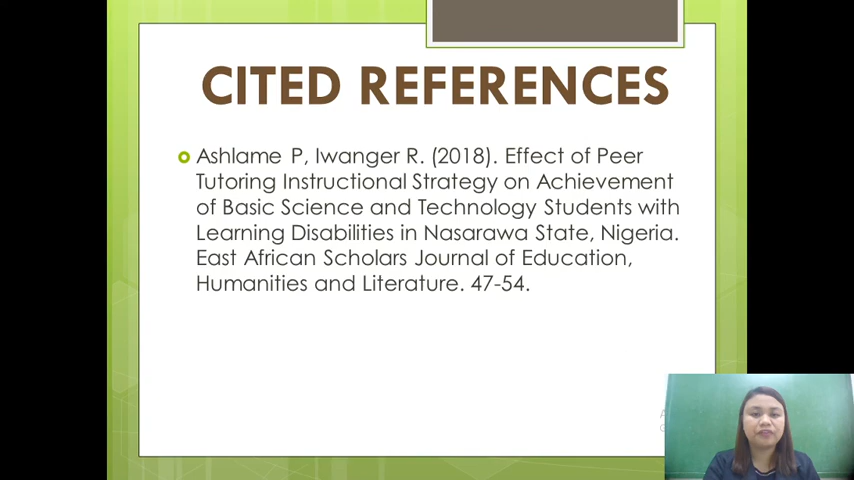 CITED REFERENCES
Ashlame P, Iwanger R. (2018). Effect of Peer
Tutoring Instructional Strategy on Achievement
of Basic Science and Technology Students with
Learning Disabilities in Nasarawa State, Nigeria.
East African Scholars Journal of Education,
Humanities and Literature. 47-54.